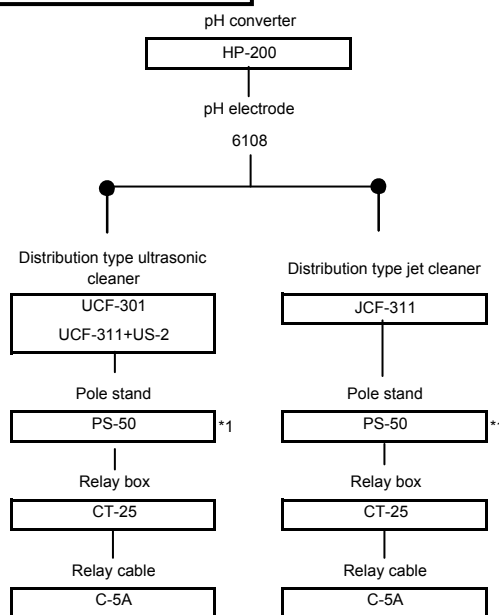 pH converter
HP-200
pH electrode
6108
Distribution type ultrasonic
cleaner
UCF-301
UCF-311+US-2
Pole stand
PS-50 *1
Relay box
CT-25
Relay cable
C-5A
Distribution type jet cleaner
JCF-311
Pole stand
PS-50
Relay box
CT-25
Relay cable
C-5A